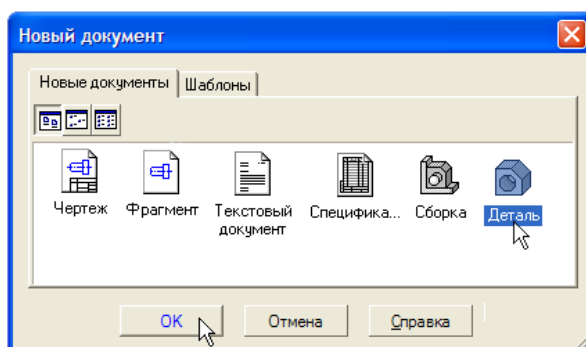 Новый документ
Новые документы Шаблоны
Чертеж Фрагмент Текстовый документ Специфика... Сборка Деталь
OK Отмена Справка